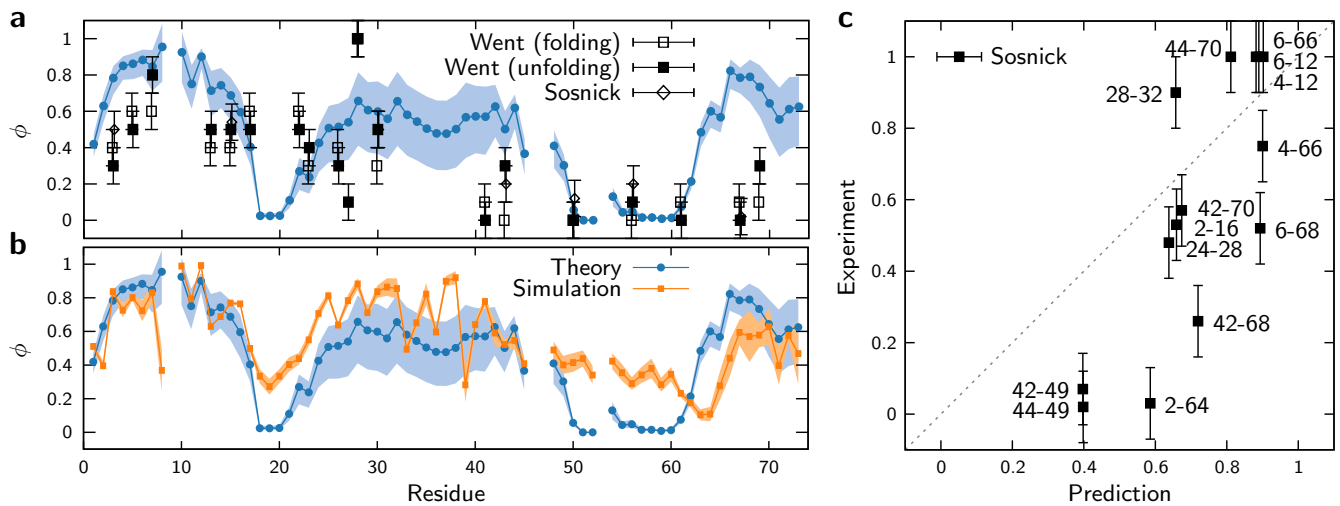 a
ϕ
1
0.8
0.6
0.4
0.2
0
Went (folding)
Went (unfolding)
Sosnick
b
ϕ
1
0.8
0.6
0.4
0.2
0
Theory
Simulation
0 10 20 30 40 50 60 70
Residue
c
Experiment
1
0.8
0.6
0.4
0.2
0
Sosnick
44-70
6-66
6-12
4-12
28-32
4-66
42-70
2-16
24-28
6-68
42-68
42-49
44-49
2-64
0 0.2 0.4 0.6 0.8 1
Prediction